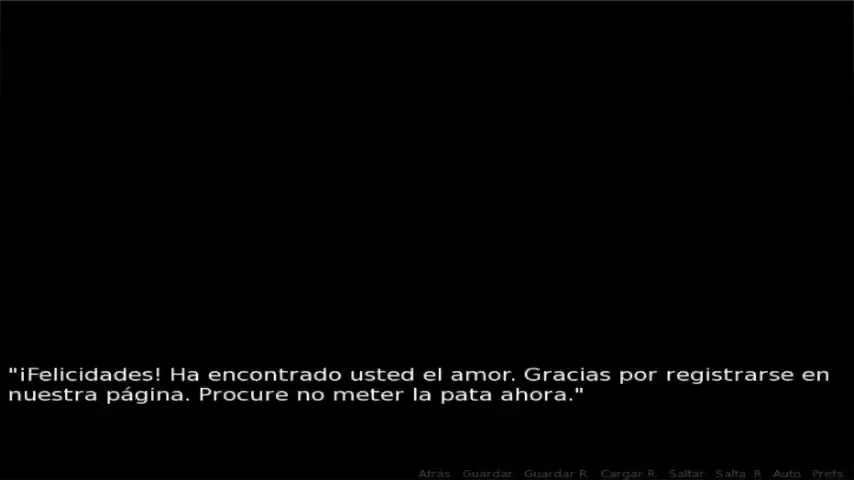 "¡Felicidades! Ha encontrado usted el amor. Gracias por registrarse en
nuestra página. Procure no meter la pata ahora."
Atrás Guardar Guardar R. Cargar R. Saltar Salta R Auto Prefs